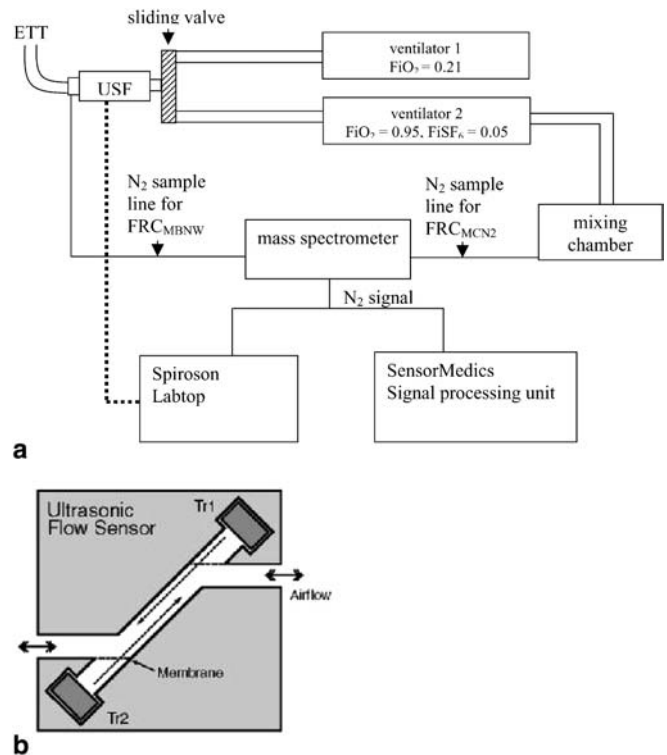 sliding valve
ETT
USF
ventilator 1
FiO₂ = 0.21
ventilator 2
FiO₂ = 0.95, FiSF₆ = 0.05
N₂ sample
line for
FRC_MBNW
N₂ sample
line for
FRC_MCN2
mass spectrometer
mixing
chamber
N₂ signal
Spiroson
Labtop
SensorMedics
Signal processing unit
a
Ultrasonic
Flow Sensor
Tr1
Airflow
Membrane
Tr2
b